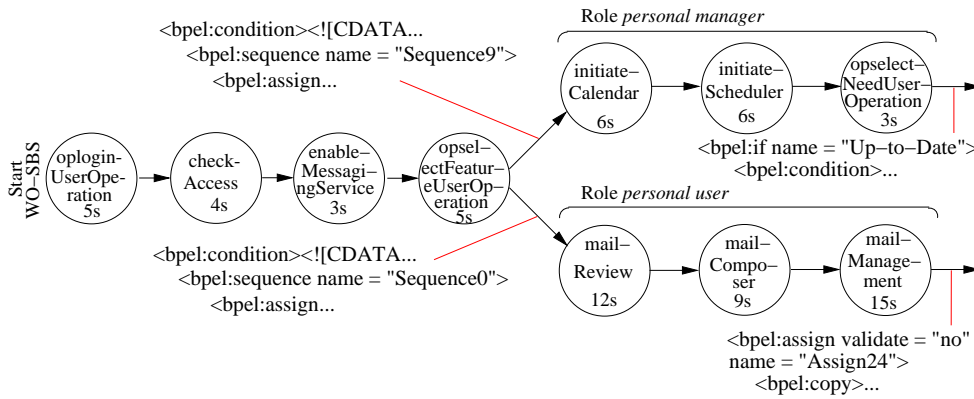 <bpel:condition><![CDATA...
<bpel:sequence name = "Sequence9">
<bpel:assign...
Role personal manager
initiate–
Calendar
6s
initiate–
Scheduler
6s
opselect–
NeedUser–
Operation
3s
<bpel:if name = "Up–to–Date">
<bpel:condition>...
Start
WO–SBS
oplogin-
UserOpe-
ration
5s
check-
Access
4s
enable–
Messagi-
ngService
3s
opsel-
ectFeatur-
eUserOp-
eration
5s
Role personal user
mail–
Review
12s
mail–
Compo–
ser
9s
mail–
Manage–
ment
15s
<bpel:condition><![CDATA...
<bpel:sequence name = "Sequence0">
<bpel:assign...
<bpel:assign validate = "no"
name = "Assign24">
<bpel:copy>...